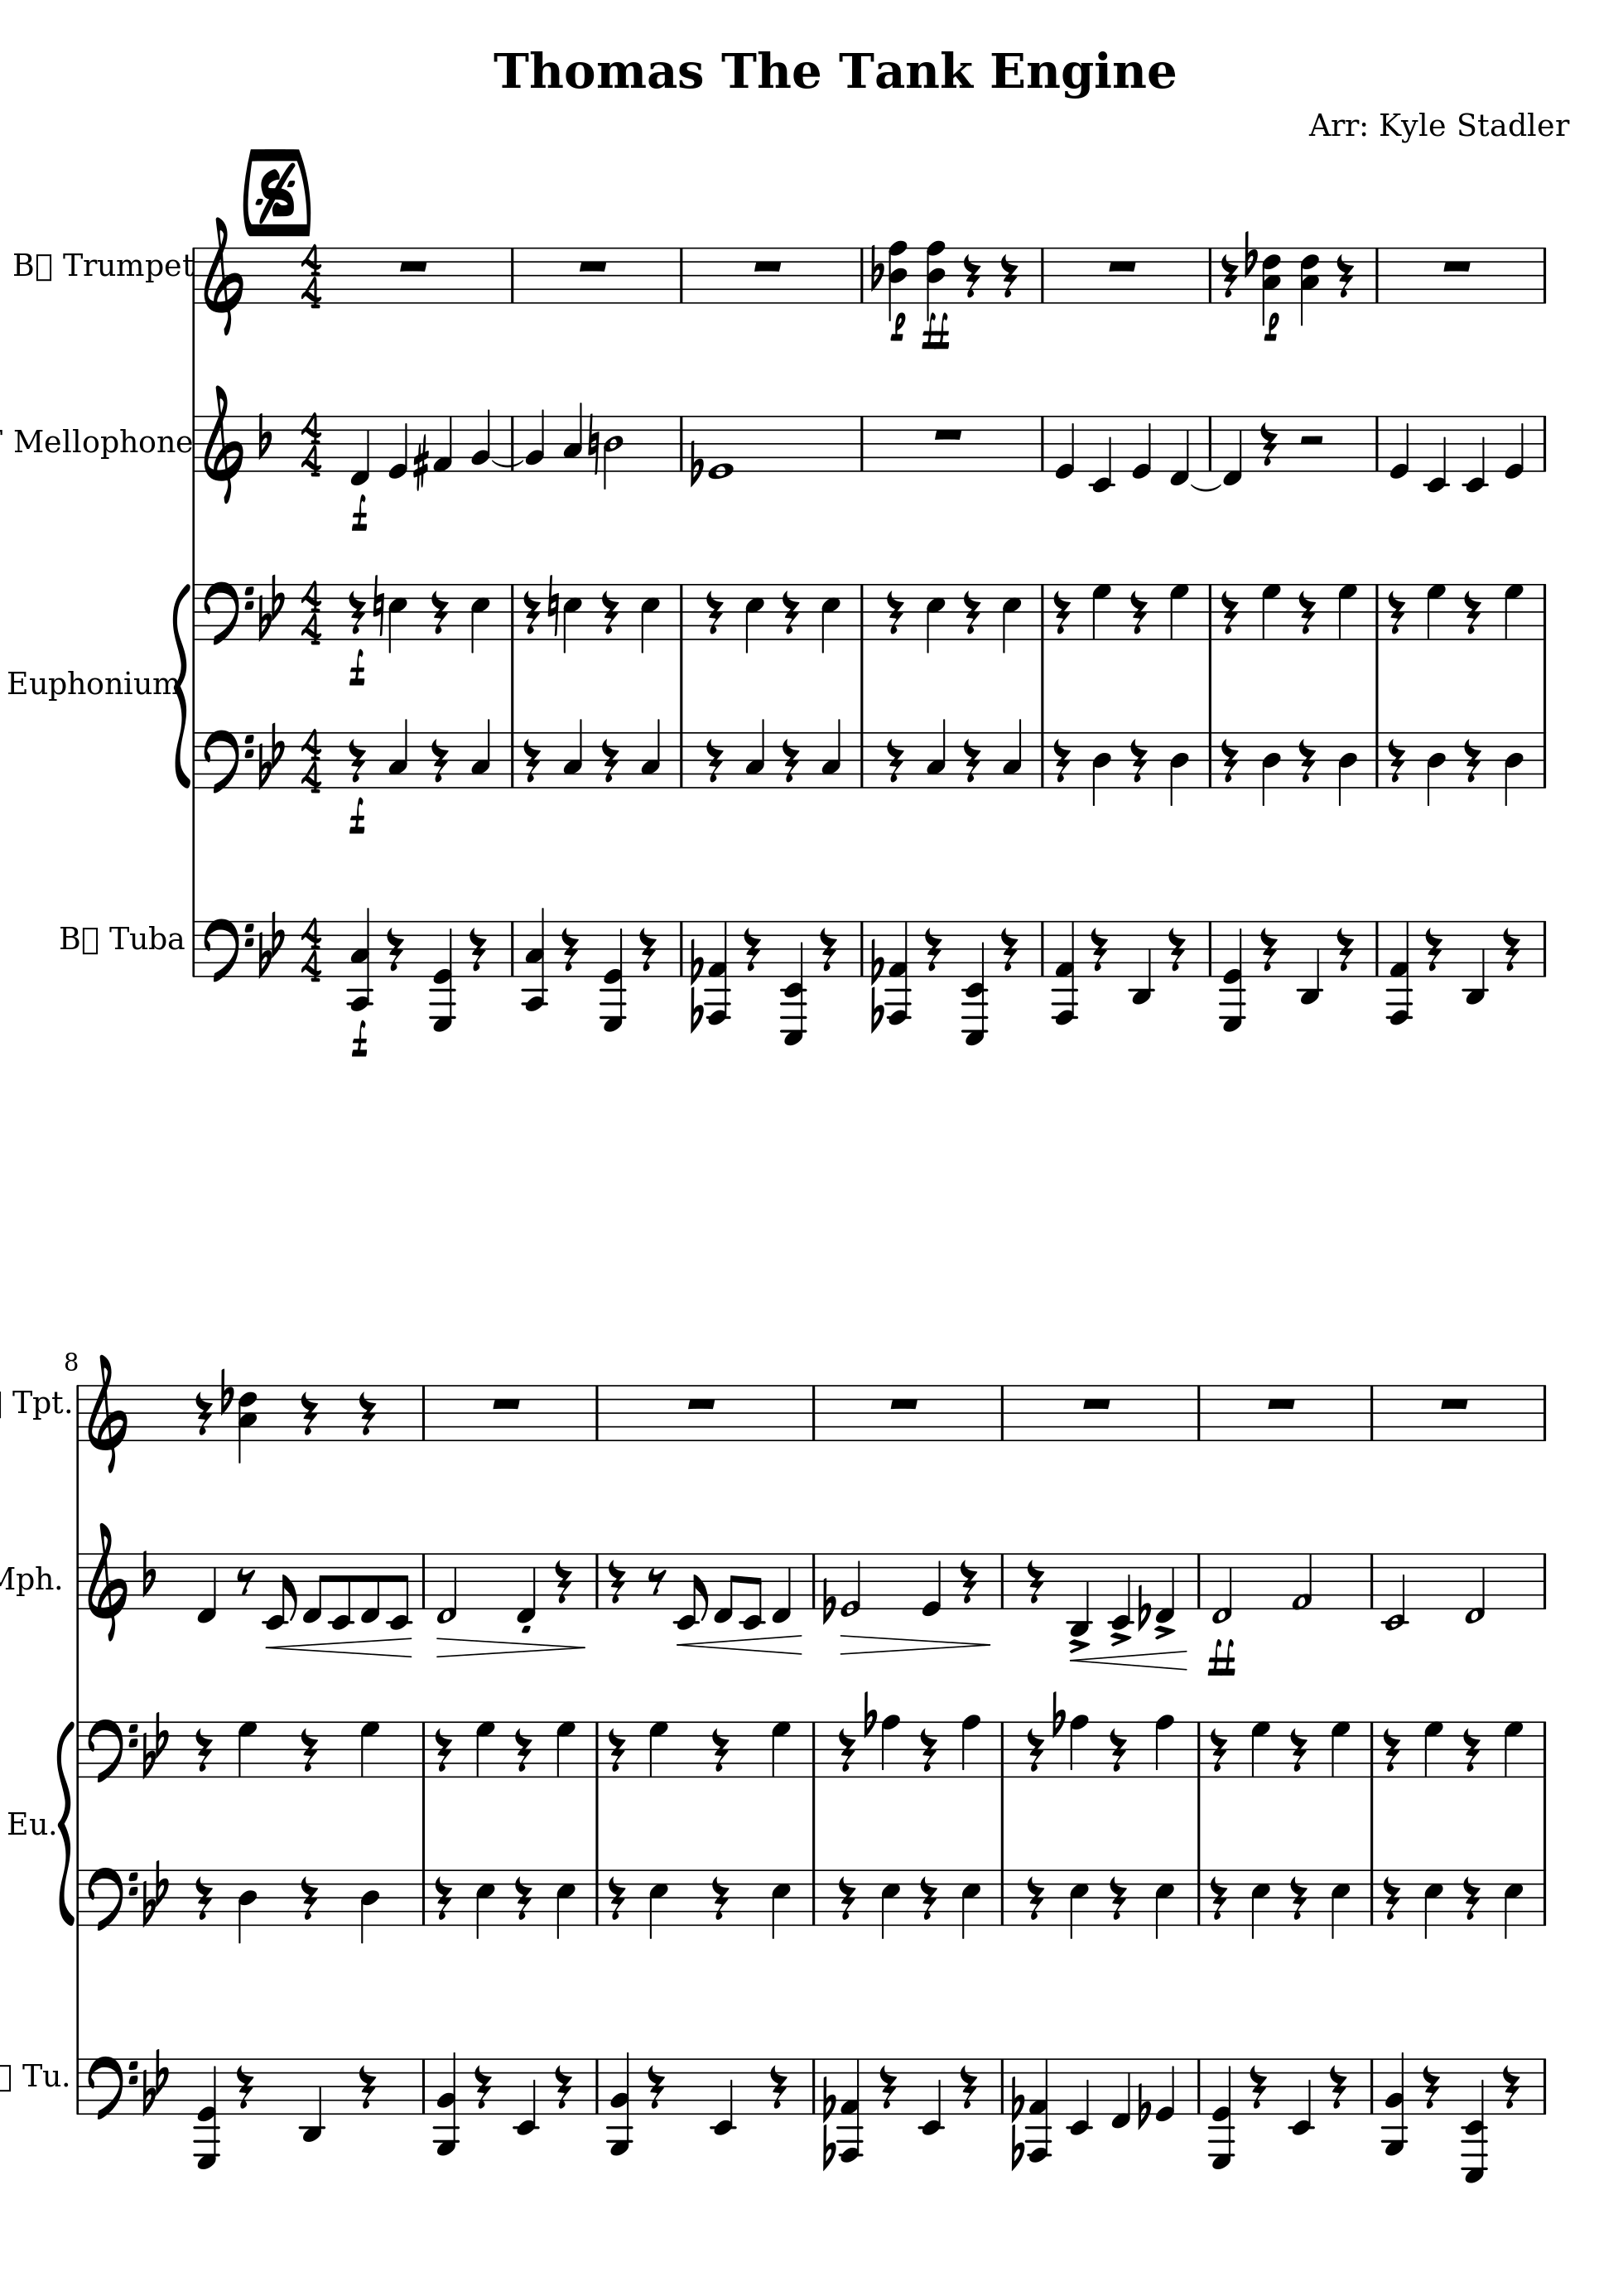 Thomas The Tank Engine
Arr: Kyle Stadler
B▯ Trumpet
Mellophone
Euphonium
B▯ Tuba
8
Tpt.
Mph.
Eu.
Tu.